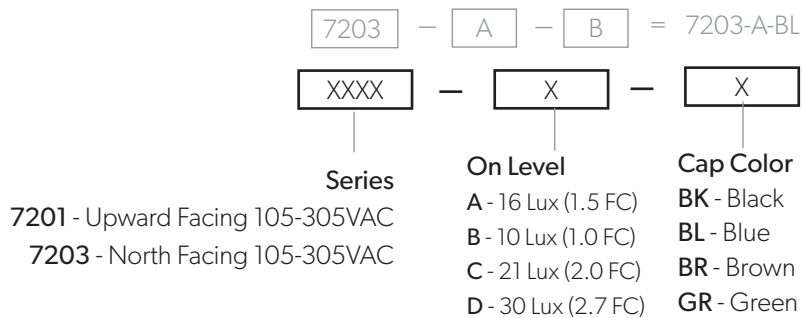 7203 – A – B = 7203-A-BL
XXXX – X – X
Series
7201 - Upward Facing 105-305VAC
7203 - North Facing 105-305VAC
On Level
A - 16 Lux (1.5 FC)
B - 10 Lux (1.0 FC)
C - 21 Lux (2.0 FC)
D - 30 Lux (2.7 FC)
Cap Color
BK - Black
BL - Blue
BR - Brown
GR - Green